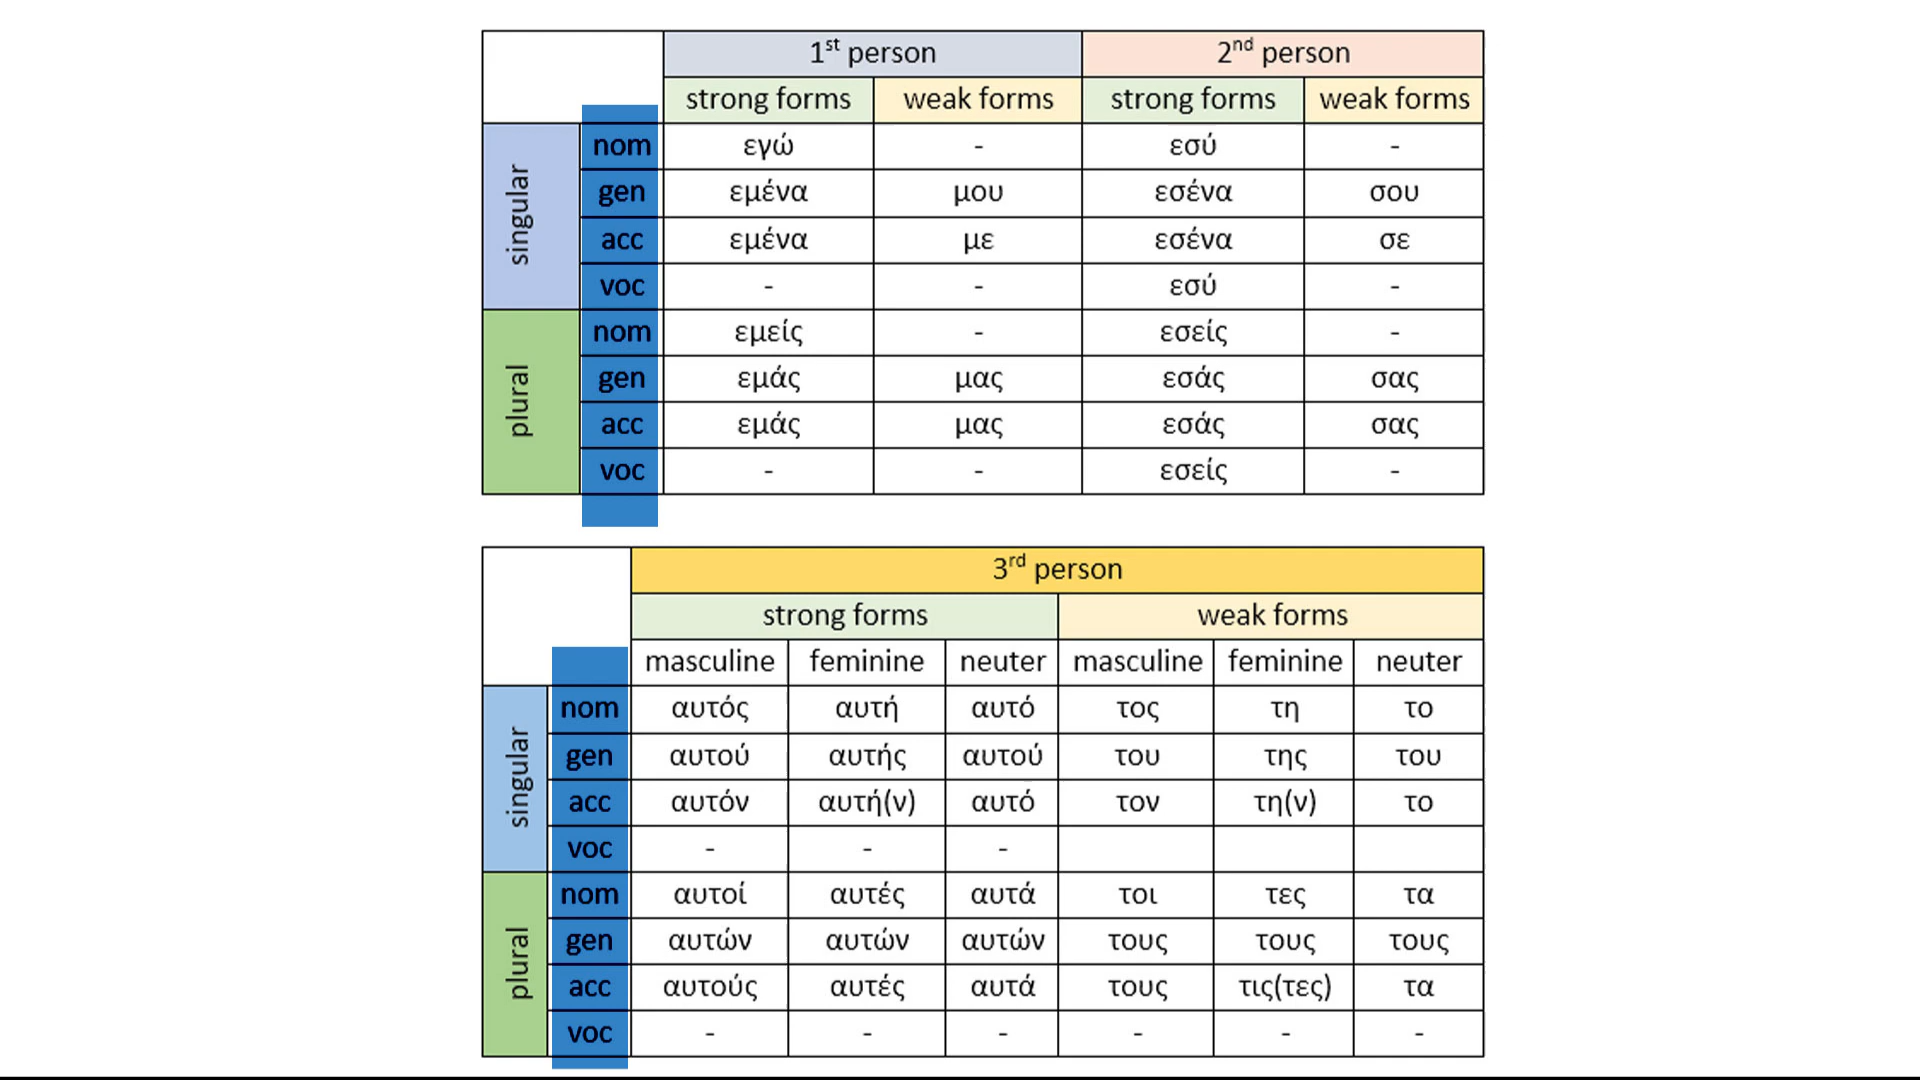 1st person 2nd person
strong forms weak forms strong forms weak forms
singular
nom εγώ - εσύ -
gen εμένα μου εσένα σου
acc εμένα με εσένα σε
voc - - εσύ -
plural
nom εμείς - εσείς -
gen εμάς μας εσάς σας
acc εμάς μας εσάς σας
voc - - εσείς -
3rd person
strong forms weak forms
masculine feminine neuter masculine feminine neuter
singular
nom αυτός αυτή αυτό τος τη το
gen αυτού αυτής αυτού του της του
acc αυτόν αυτή(ν) αυτό τον τη(ν) το
voc - - -
plural
nom αυτοί αυτές αυτά τοι τες τα
gen αυτών αυτών αυτών τους τους τους
acc αυτούς αυτές αυτά τους τις(τες) τα
voc - - - - - -